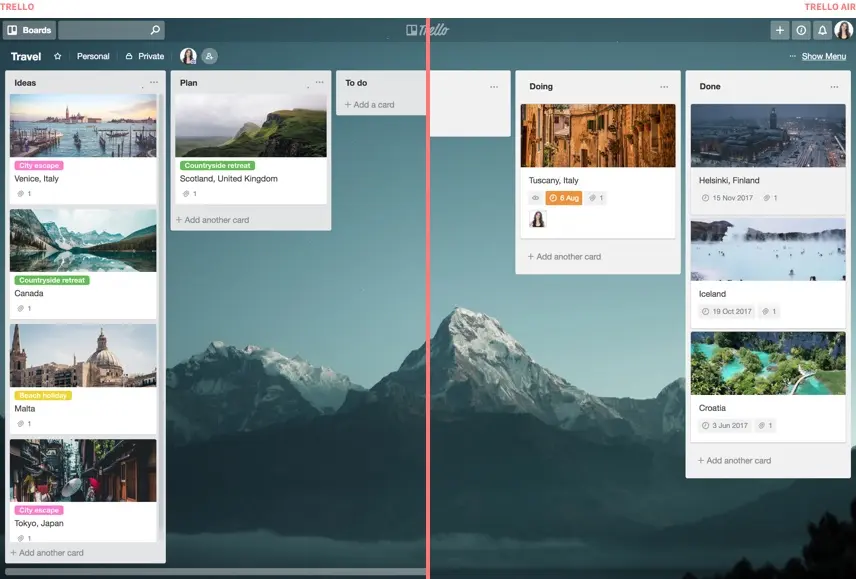 TRELLO
TRELLO AIR
Boards
Trello
Travel
Personal
Private
Show Menu
Ideas
City escape
Venice, Italy
1
Countryside retreat
Canada
1
Beach holiday
Malta
1
City escape
Tokyo, Japan
1
+ Add another card
Plan
Countryside retreat
Scotland, United Kingdom
1
+ Add another card
To do
+ Add a card
Doing
Tuscany, Italy
6 Aug
1
+ Add another card
Done
Helsinki, Finland
15 Nov 2017
1
Iceland
19 Oct 2017
1
Croatia
3 Jun 2017
1
+ Add another card